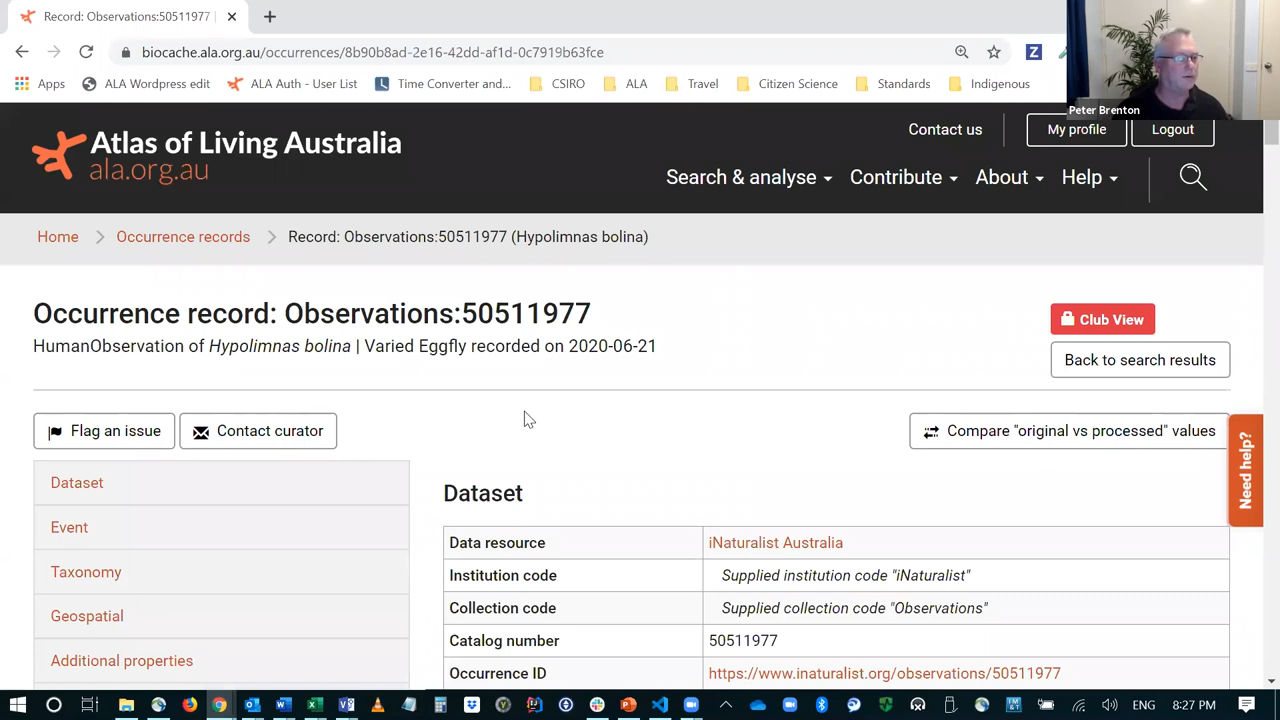 Record: Observations:50511977 |
biocache.ala.org.au/occurrences/8b90b8ad-2e16-42dd-af1d-0c7919b63fce
Apps ALA Wordpress edit ALA Auth - User List Time Converter and... CSIRO ALA Travel Citizen Science Standards Indigenous
Peter Brenton
Atlas of Living Australia
ala.org.au
Contact us My profile Logout
Search & analyse Contribute About Help
Home Occurrence records Record: Observations:50511977 (Hypolimnas bolina)
Occurrence record: Observations:50511977
HumanObservation of Hypolimnas bolina | Varied Eggfly recorded on 2020-06-21
Club View
Back to search results
Flag an issue Contact curator Compare "original vs processed" values
Need help?
Dataset
Event
Taxonomy
Geospatial
Additional properties
Dataset
Data resource iNaturalist Australia
Institution code Supplied institution code "iNaturalist"
Collection code Supplied collection code "Observations"
Catalog number 50511977
Occurrence ID https://www.inaturalist.org/observations/50511977
ENG 8:27 PM